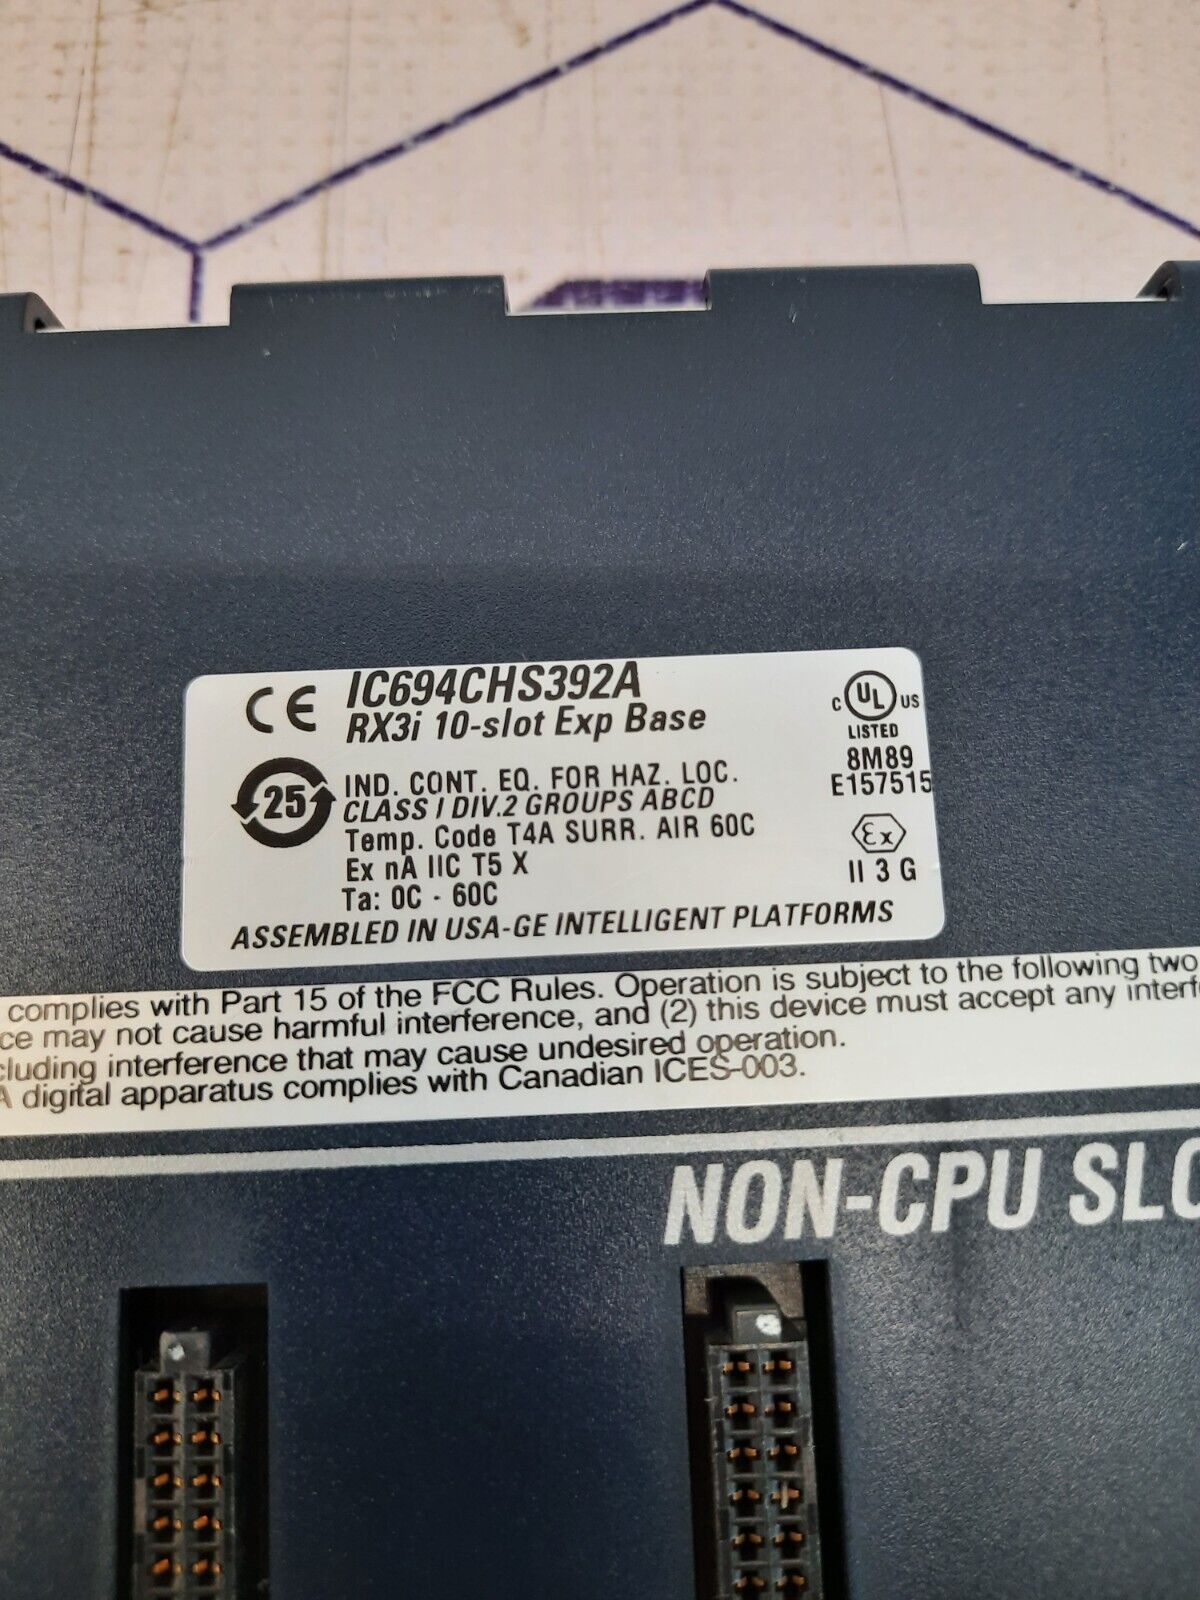 CE IC694CHS392A
RX3i 10-slot Exp Base
25
IND. CONT. EQ. FOR HAZ. LOC.
CLASS I DIV.2 GROUPS ABCD
Temp. Code T4A SURR. AIR 60C
Ex nA IIC T5 X
Ta: 0C - 60C
ASSEMBLED IN USA-GE INTELLIGENT PLATFORMS
C UL US
LISTED
8M89
E157515
Ex
II 3 G
complies with Part 15 of the FCC Rules. Operation is subject to the following two
ce may not cause harmful interference, and (2) this device must accept any interf
cluding interference that may cause undesired operation.
A digital apparatus complies with Canadian ICES-003.
NON-CPU SLO